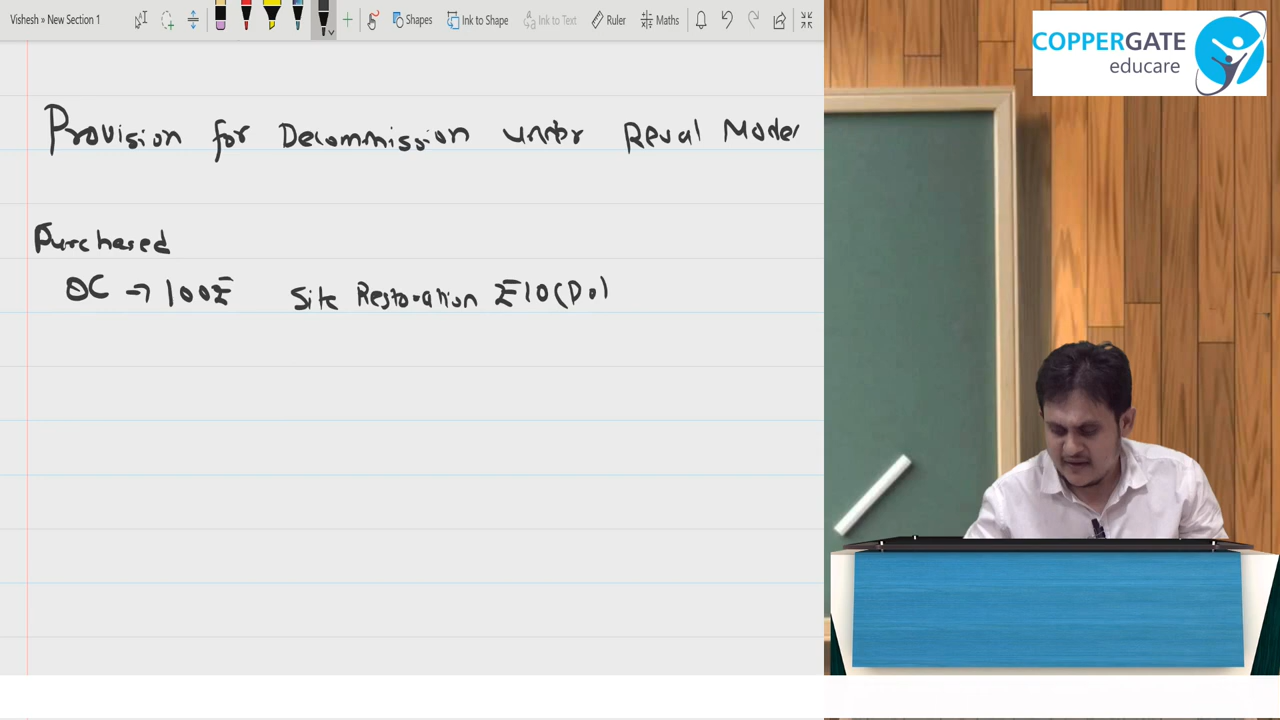 Vishesh » New Section 1
Shapes
Ink to Shape
Ink to Text
Ruler
Maths
COPPERGATE
educare
Provision for Decommission under Reval Model
Purchased
OC → 100
Site Restoration 10